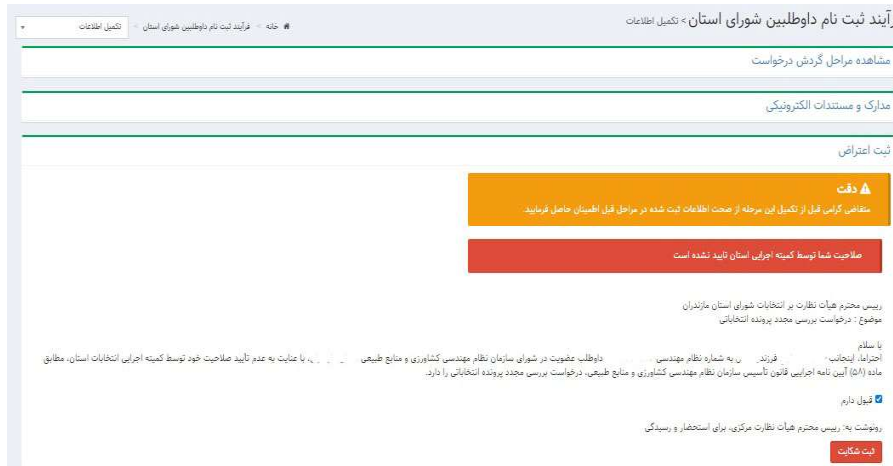 رآیند ثبت نام داوطلبین شورای استان > تکمیل اطلاعات
خانه > فرآیند ثبت نام داوطلبین شورای استان > تکمیل اطلاعات
مشاهده مراحل گردش درخواست
مدارک و مستندات الکترونیکی
ثبت اعتراض
دقت
متقاضی گرامی قبل از تکمیل این مرحله از صحت اطلاعات ثبت شده در مراحل قبل اطمینان حاصل فرمایید.
صلاحیت شما توسط کمیته اجرایی استان تایید نشده است
رییس محترم هیأت نظارت بر انتخابات شورای استان مازندران
موضوع : درخواست بررسی مجدد پرونده انتخاباتی
با سلام
احتراما، اینجانب فرزند به شماره نظام مهندسی داوطلب عضویت در شورای سازمان نظام مهندسی کشاورزی و منابع طبیعی ، با عنایت به عدم تأیید صلاحیت خود توسط کمیته اجرایی انتخابات استان، مطابق
ماده (۵۸) آیین نامه اجرایی قانون تأسیس سازمان نظام مهندسی کشاورزی و منابع طبیعی، درخواست بررسی مجدد پرونده انتخاباتی را دارد.
قبول دارم
رونوشت به: رییس محترم هیأت نظارت مرکزی، برای استحضار و رسیدگی
ثبت شکایت